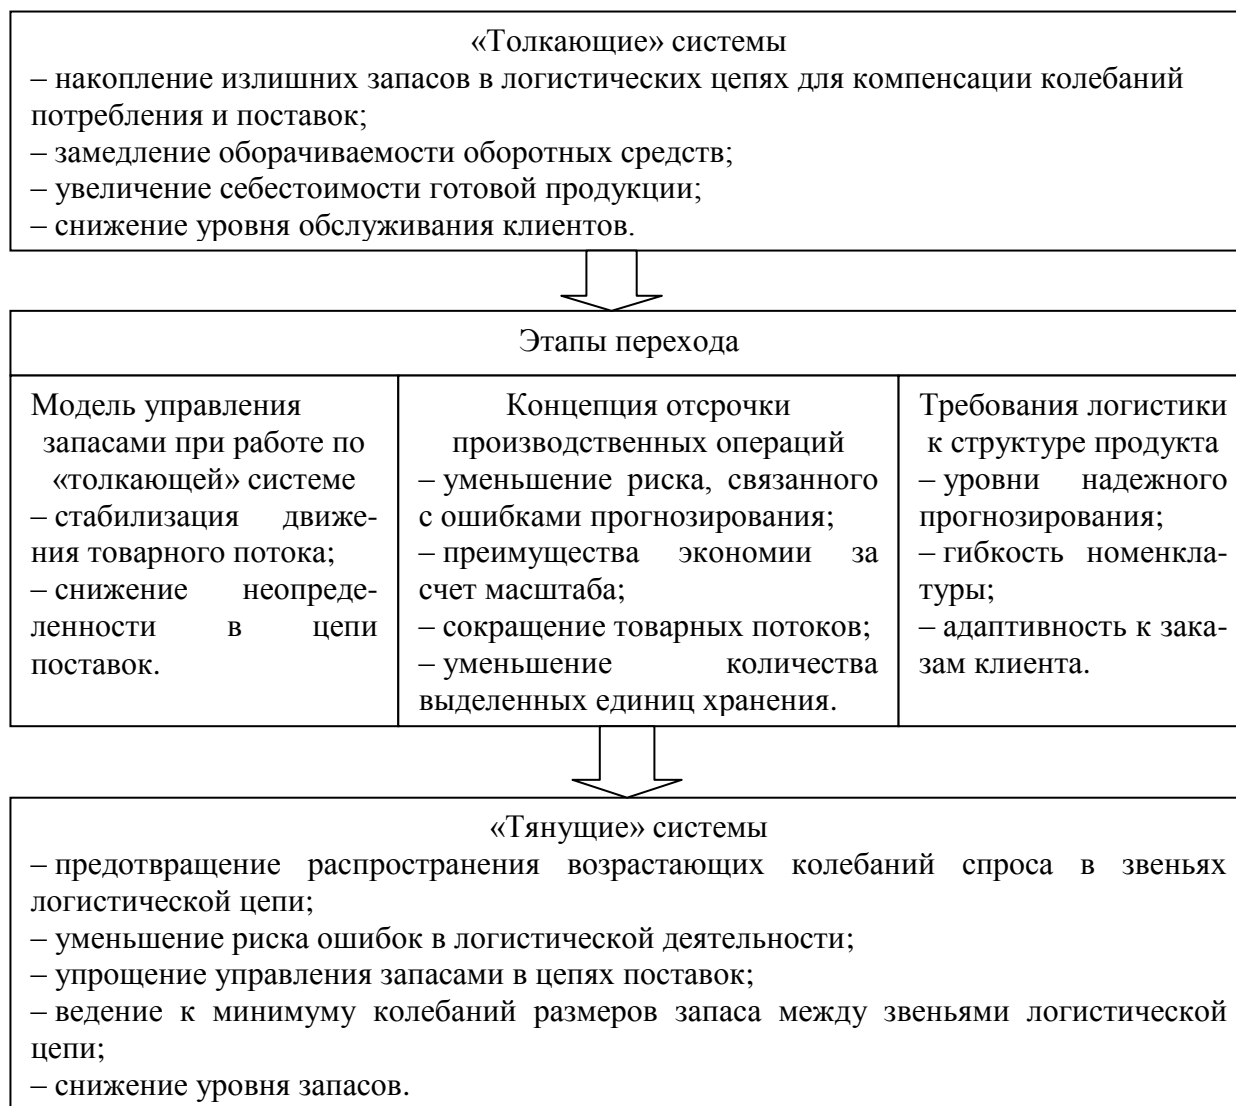 «Толкающие» системы
– накопление излишних запасов в логистических цепях для компенсации колебаний
потребления и поставок;
– замедление оборачиваемости оборотных средств;
– увеличение себестоимости готовой продукции;
– снижение уровня обслуживания клиентов.
Этапы перехода
Модель управления
запасами при работе по
«толкающей» системе
– стабилизация движе-
ния товарного потока;
– снижение неопреде-
ленности в цепи
поставок.
Концепция отсрочки
производственных операций
– уменьшение риска, связанного
с ошибками прогнозирования;
– преимущества экономии за
счет масштаба;
– сокращение товарных потоков;
– уменьшение количества
выделенных единиц хранения.
Требования логистики
к структуре продукта
– уровни надежного
прогнозирования;
– гибкость номенкла-
туры;
– адаптивность к зака-
зам клиента.
«Тянущие» системы
– предотвращение распространения возрастающих колебаний спроса в звеньях
логистической цепи;
– уменьшение риска ошибок в логистической деятельности;
– упрощение управления запасами в цепях поставок;
– ведение к минимуму колебаний размеров запаса между звеньями логистической
цепи;
– снижение уровня запасов.